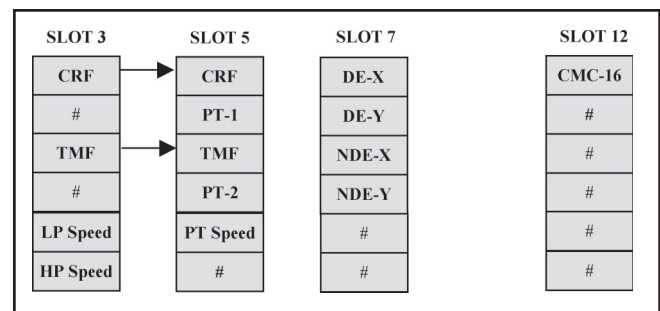 SLOT 3 SLOT 5 SLOT 7 SLOT 12
CRF CRF DE-X CMC-16
# PT-1 DE-Y #
TMF TMF NDE-X #
# PT-2 NDE-Y #
LP Speed PT Speed # #
HP Speed # # #